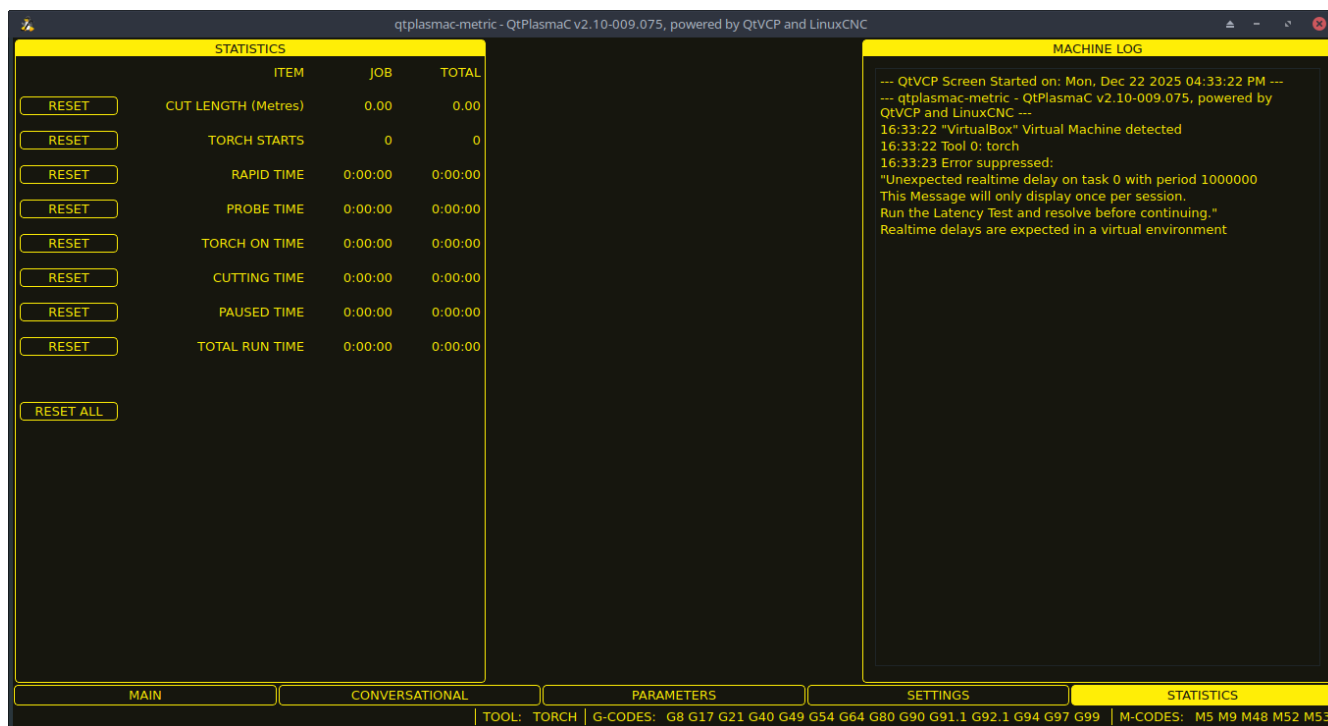 qtplasmac-metric - QtPlasmaC v2.10-009.075, powered by QtVCP and LinuxCNC
STATISTICS
ITEM JOB TOTAL
RESET CUT LENGTH (Metres) 0.00 0.00
RESET TORCH STARTS 0 0
RESET RAPID TIME 0:00:00 0:00:00
RESET PROBE TIME 0:00:00 0:00:00
RESET TORCH ON TIME 0:00:00 0:00:00
RESET CUTTING TIME 0:00:00 0:00:00
RESET PAUSED TIME 0:00:00 0:00:00
RESET TOTAL RUN TIME 0:00:00 0:00:00
RESET ALL
MACHINE LOG
--- QtVCP Screen Started on: Mon, Dec 22 2025 04:33:22 PM ---
--- qtplasmac-metric - QtPlasmaC v2.10-009.075, powered by
QtVCP and LinuxCNC ---
16:33:22 "VirtualBox" Virtual Machine detected
16:33:22 Tool 0: torch
16:33:23 Error suppressed:
"Unexpected realtime delay on task 0 with period 1000000
This Message will only display once per session.
Run the Latency Test and resolve before continuing."
Realtime delays are expected in a virtual environment
MAIN CONVERSATIONAL PARAMETERS SETTINGS STATISTICS
TOOL: TORCH G-CODES: G8 G17 G21 G40 G49 G54 G64 G80 G90 G91.1 G92.1 G94 G97 G99 M-CODES: M5 M9 M48 M52 M53